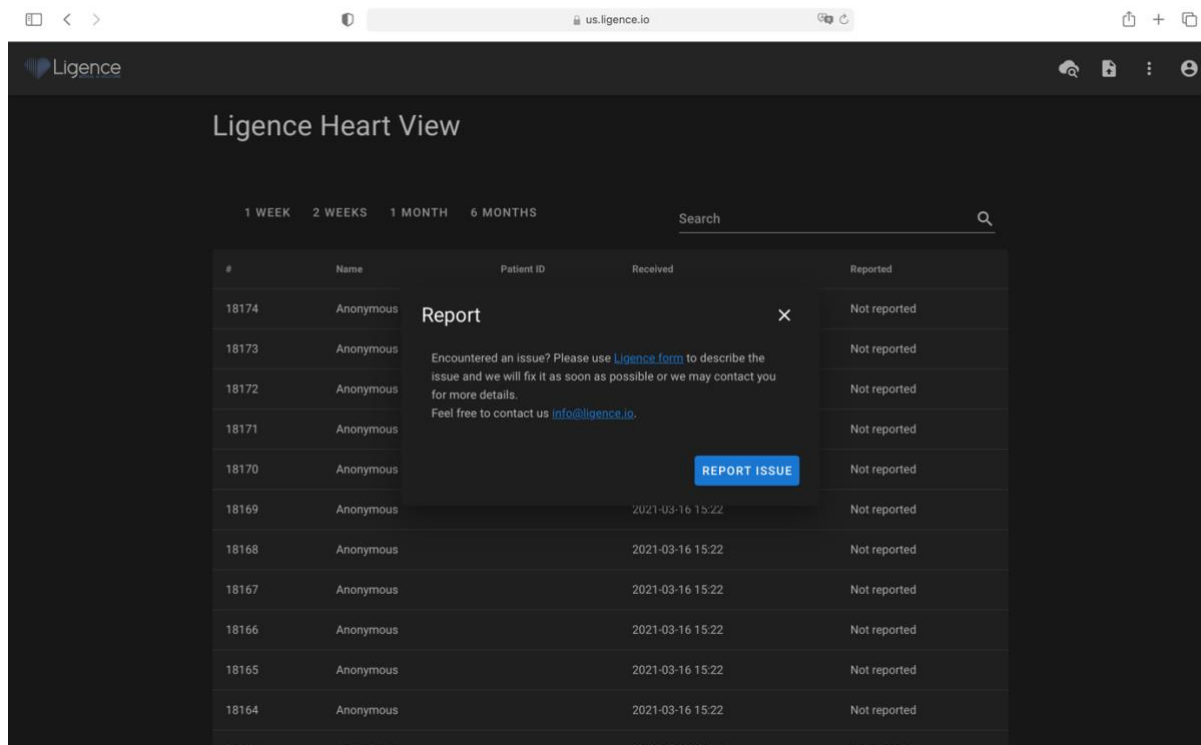 us.ligence.io
Ligence
Ligence Heart View
1 WEEK 2 WEEKS 1 MONTH 6 MONTHS Search
# Name Patient ID Received Reported
18174 Anonymous Not reported
18173 Anonymous Not reported
18172 Anonymous Not reported
18171 Anonymous Not reported
18170 Anonymous Not reported
Report
Encountered an issue? Please use Ligence form to describe the
issue and we will fix it as soon as possible or we may contact you
for more details.
Feel free to contact us info@ligence.io.
REPORT ISSUE
18169 Anonymous 2021-03-16 15:22 Not reported
18168 Anonymous 2021-03-16 15:22 Not reported
18167 Anonymous 2021-03-16 15:22 Not reported
18166 Anonymous 2021-03-16 15:22 Not reported
18165 Anonymous 2021-03-16 15:22 Not reported
18164 Anonymous 2021-03-16 15:22 Not reported